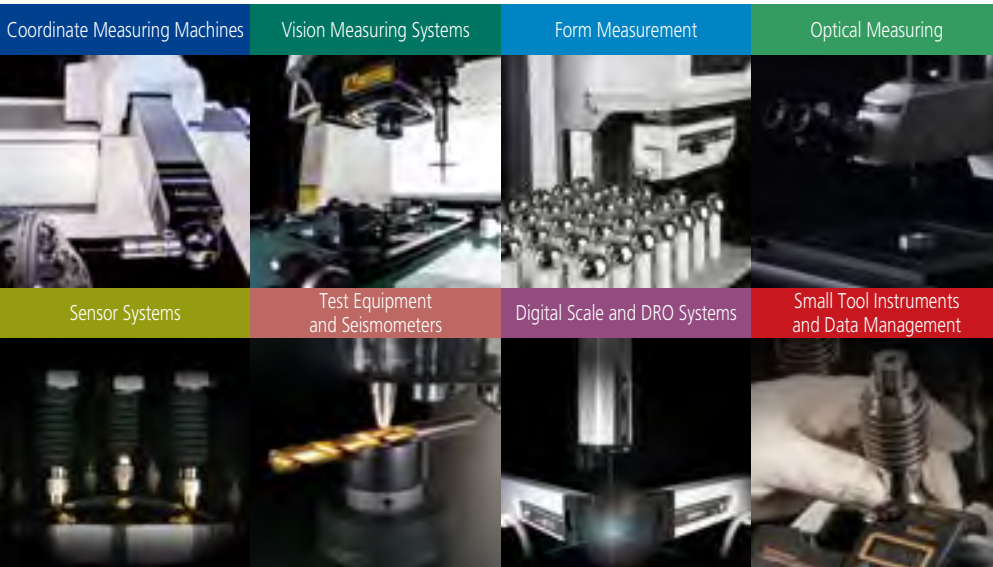 Coordinate Measuring Machines
Vision Measuring Systems
Form Measurement
Optical Measuring
Sensor Systems
Test Equipment
and Seismometers
Digital Scale and DRO Systems
Small Tool Instruments
and Data Management